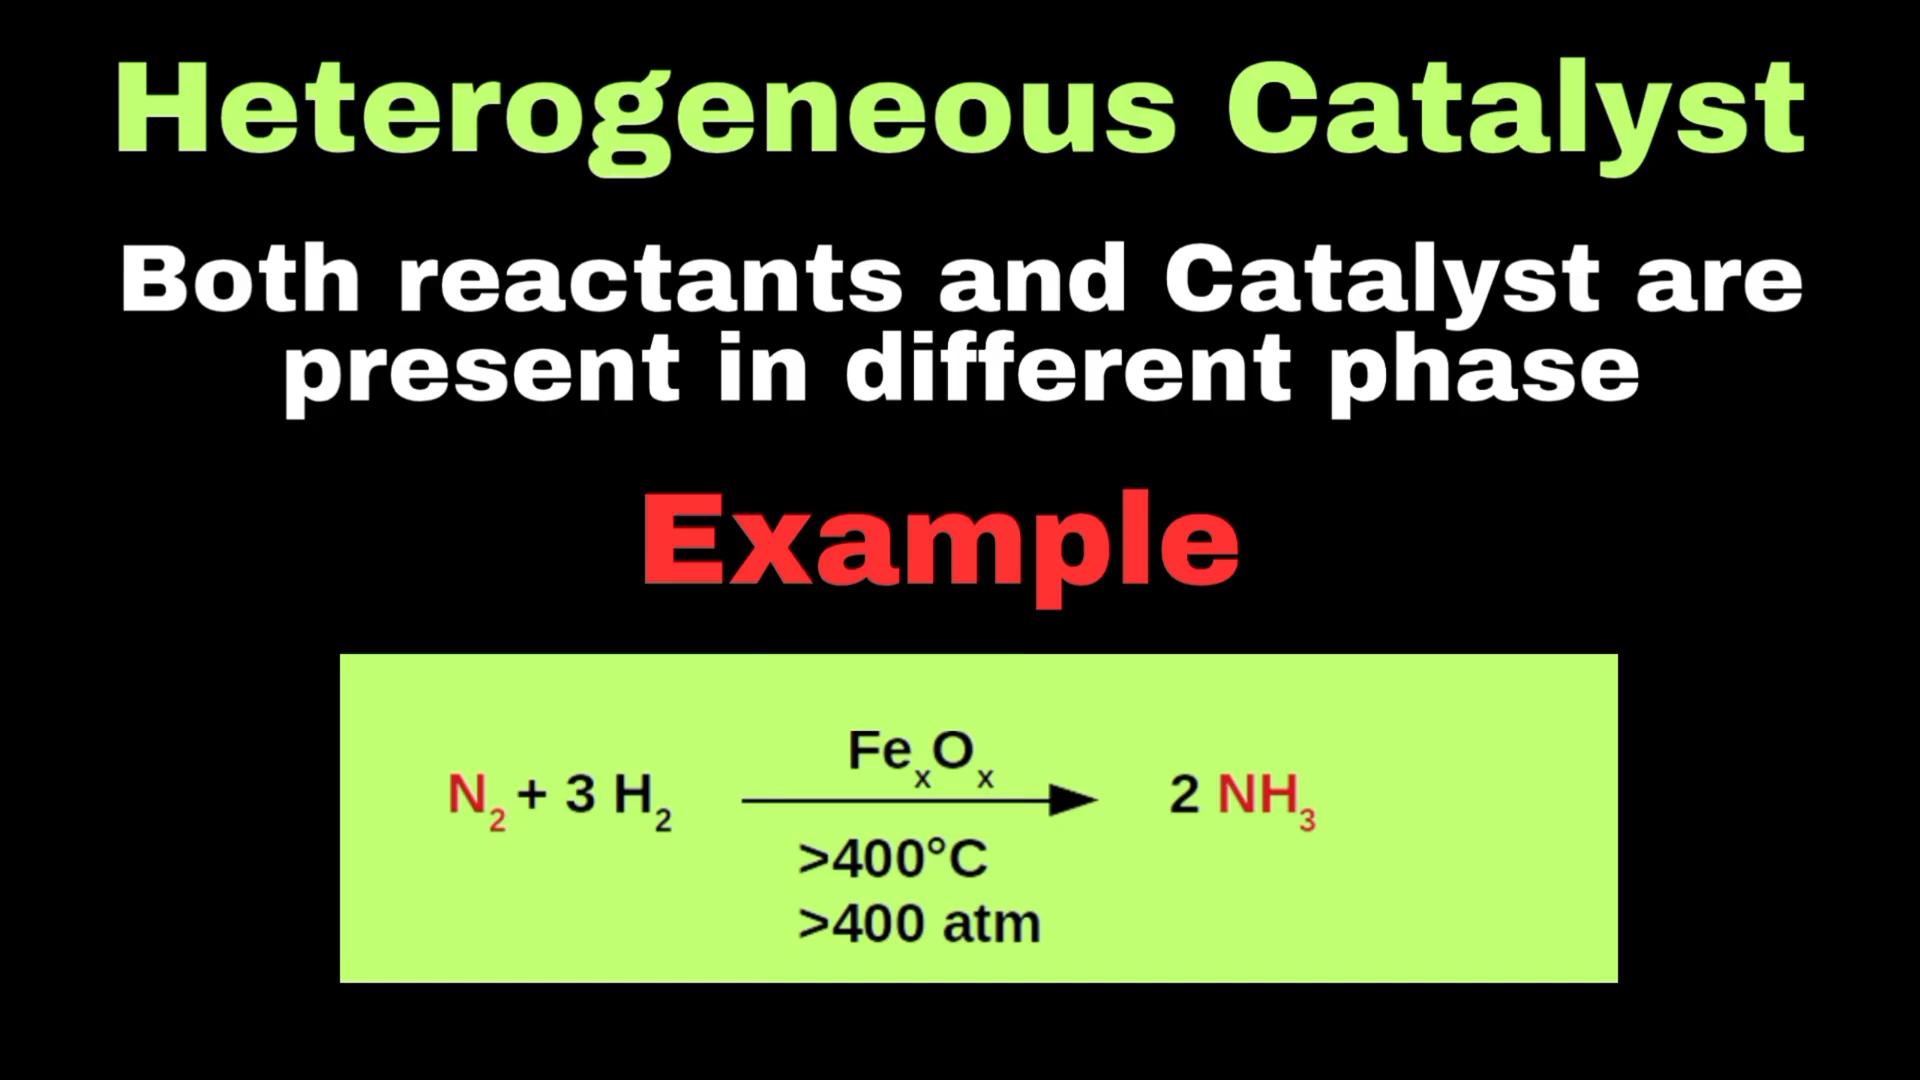 Heterogeneous Catalyst
Both reactants and Catalyst are
present in different phase
Example
FeₓOₓ
N₂ + 3 H₂ 2 NH₃
>400°C
>400 atm